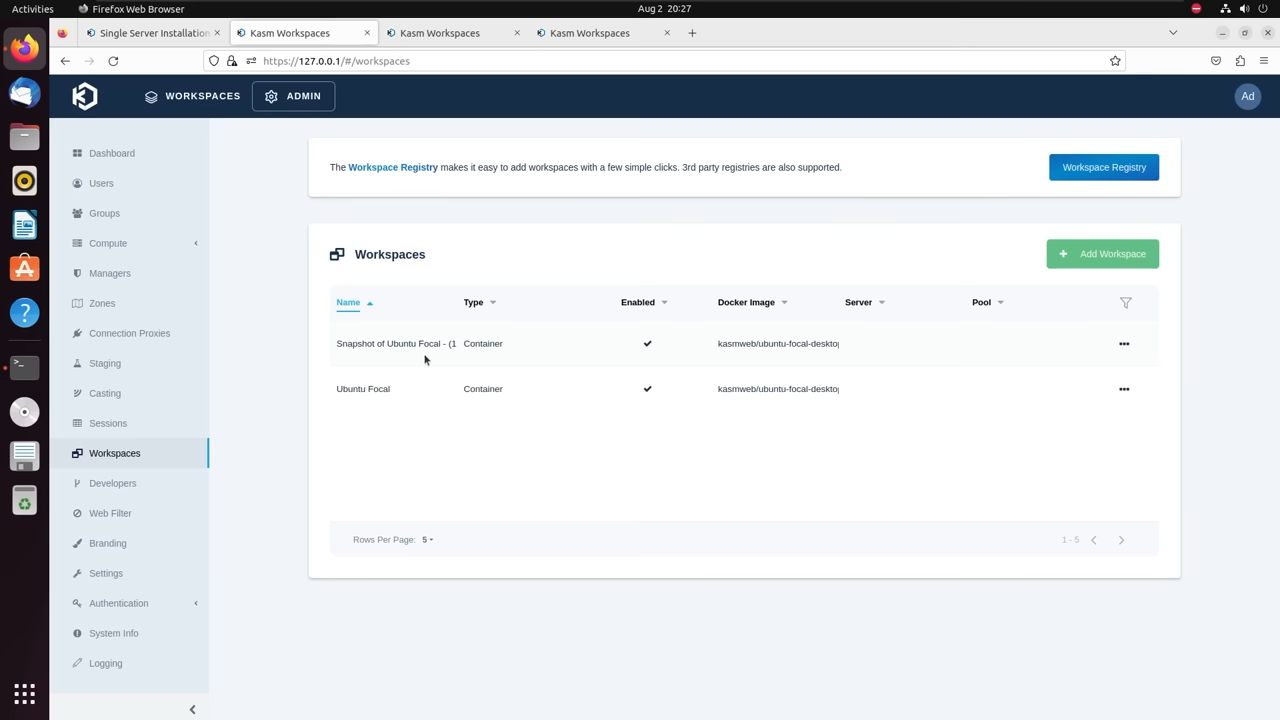 Activities
Firefox Web Browser
Aug 2 20:27
Single Server Installation
Kasm Workspaces
Kasm Workspaces
Kasm Workspaces
https://127.0.0.1/#/workspaces
WORKSPACES
ADMIN
Ad
Dashboard
Users
Groups
Compute
Managers
Zones
Connection Proxies
Staging
Casting
Sessions
Workspaces
Developers
Web Filter
Branding
Settings
Authentication
System Info
Logging
The Workspace Registry makes it easy to add workspaces with a few simple clicks. 3rd party registries are also supported.
Workspace Registry
Workspaces
+ Add Workspace
Name Type Enabled Docker Image Server Pool
Snapshot of Ubuntu Focal - (1 Container kasmweb/ubuntu-focal-desktop
Ubuntu Focal Container kasmweb/ubuntu-focal-desktop
Rows Per Page: 5
1 - 5